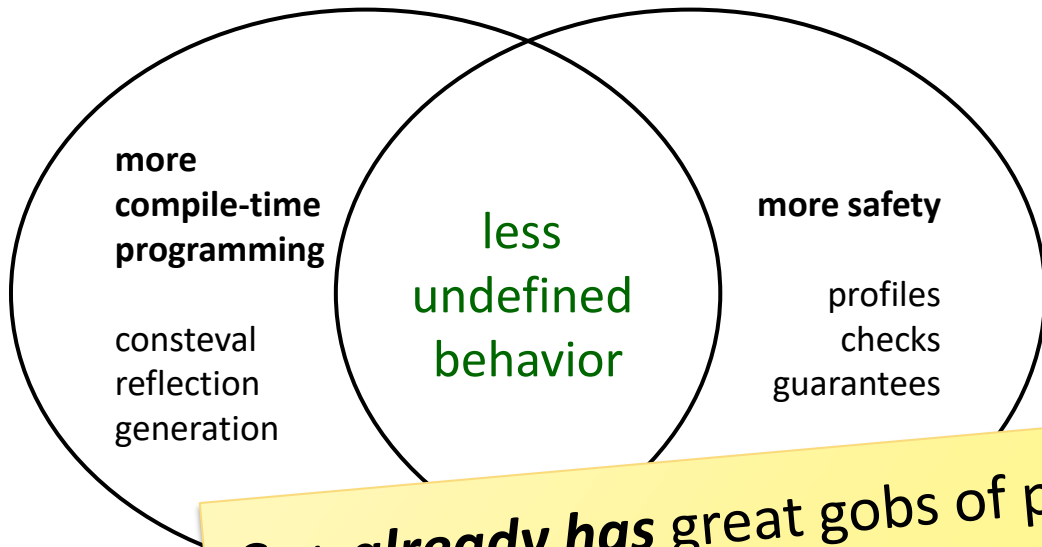 more
compile-time
programming
consteval
reflection
generation
less
undefined
behavior
more safety
profiles
checks
guarantees
already has great gobs of